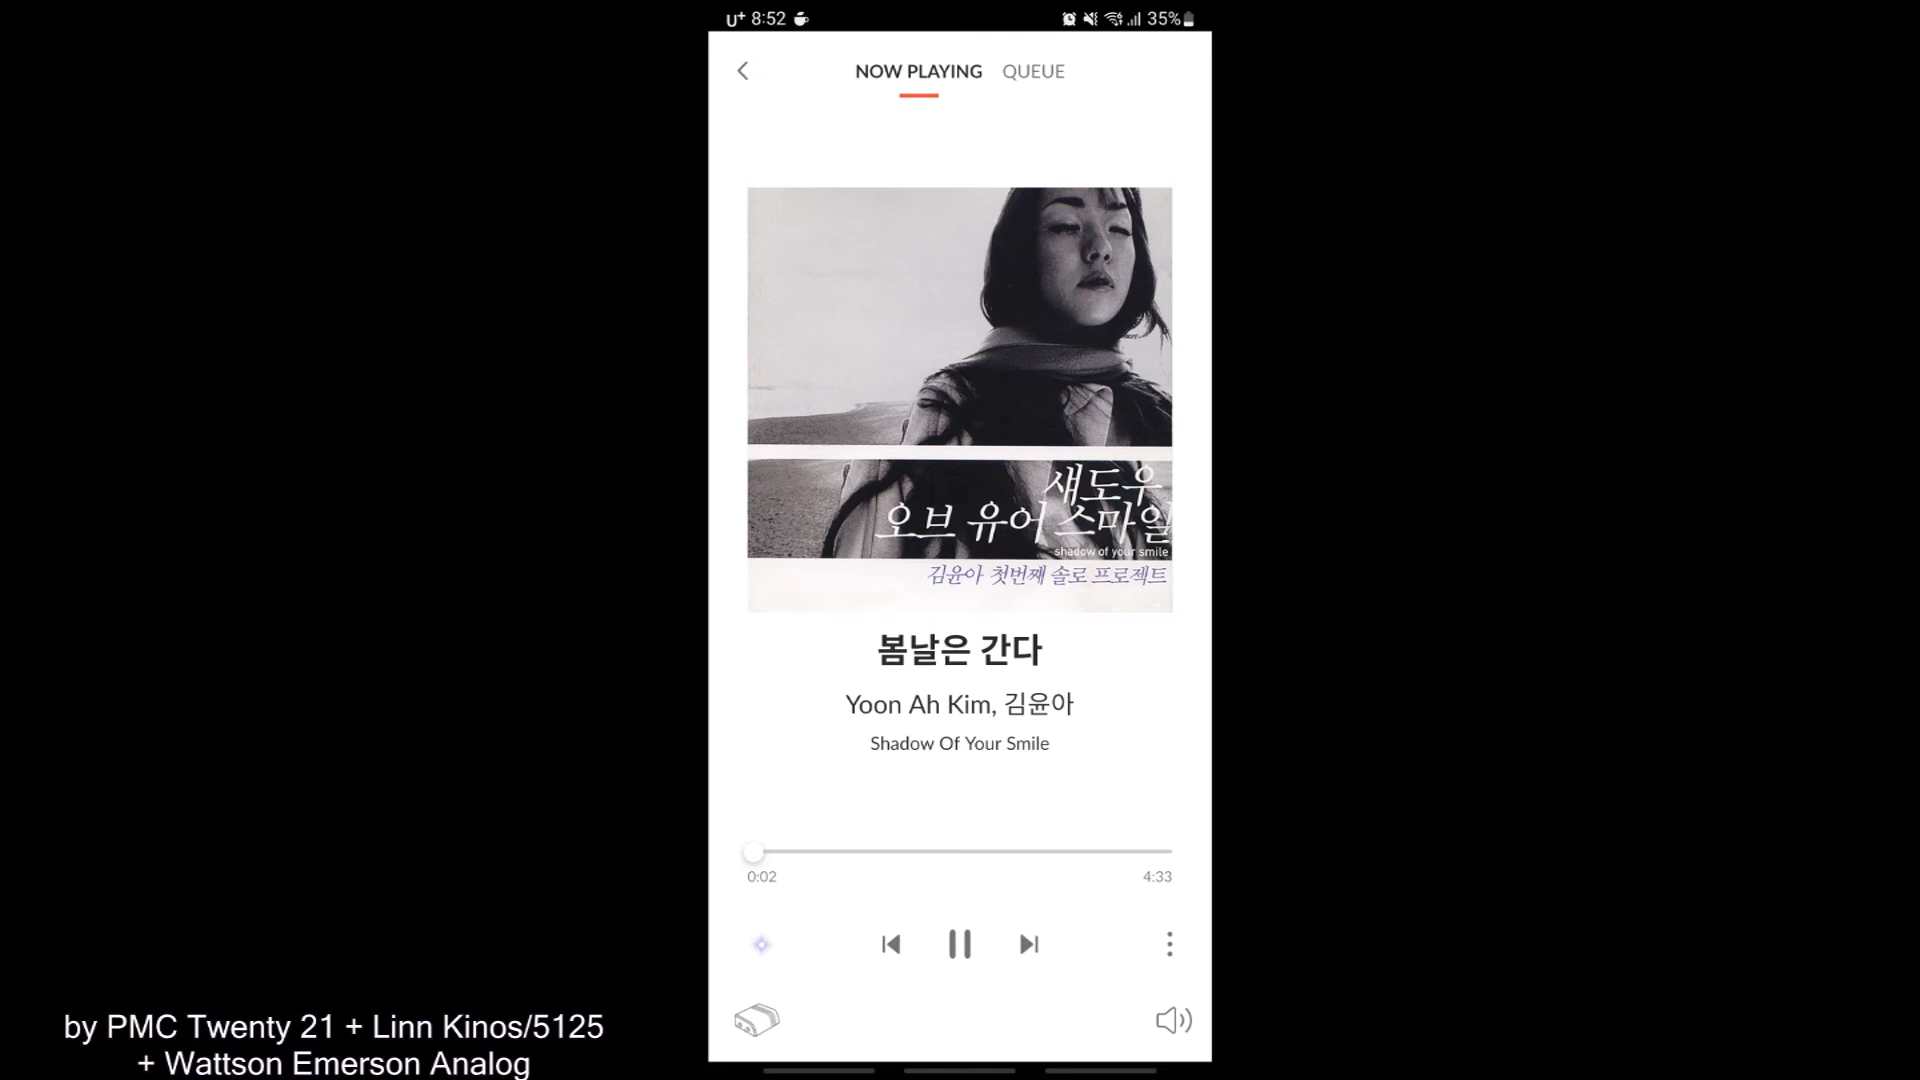 U+ 8:52 35%
NOW PLAYING QUEUE
섀도우
오브 유어 스마일
shadow of your smile
김윤아 첫번째 솔로 프로젝트
봄날은 간다
Yoon Ah Kim, 김윤아
Shadow Of Your Smile
0:02 4:33
by PMC Twenty 21 + Linn Kinos/5125
+ Wattson Emerson Analog